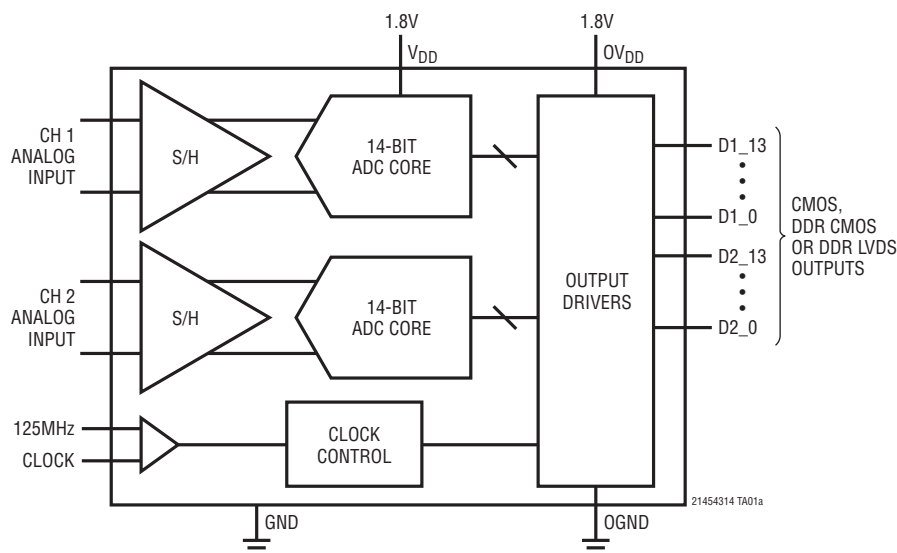 1.8V
1.8V
VDD
OVDD
CH 1
ANALOG
INPUT
S/H
14-BIT
ADC CORE
D1_13
D1_0
CH 2
ANALOG
INPUT
S/H
14-BIT
ADC CORE
OUTPUT
DRIVERS
D2_13
D2_0
CMOS,
DDR CMOS
OR DDR LVDS
OUTPUTS
125MHz
CLOCK
CLOCK
CONTROL
GND
OGND
21454314 TA01a